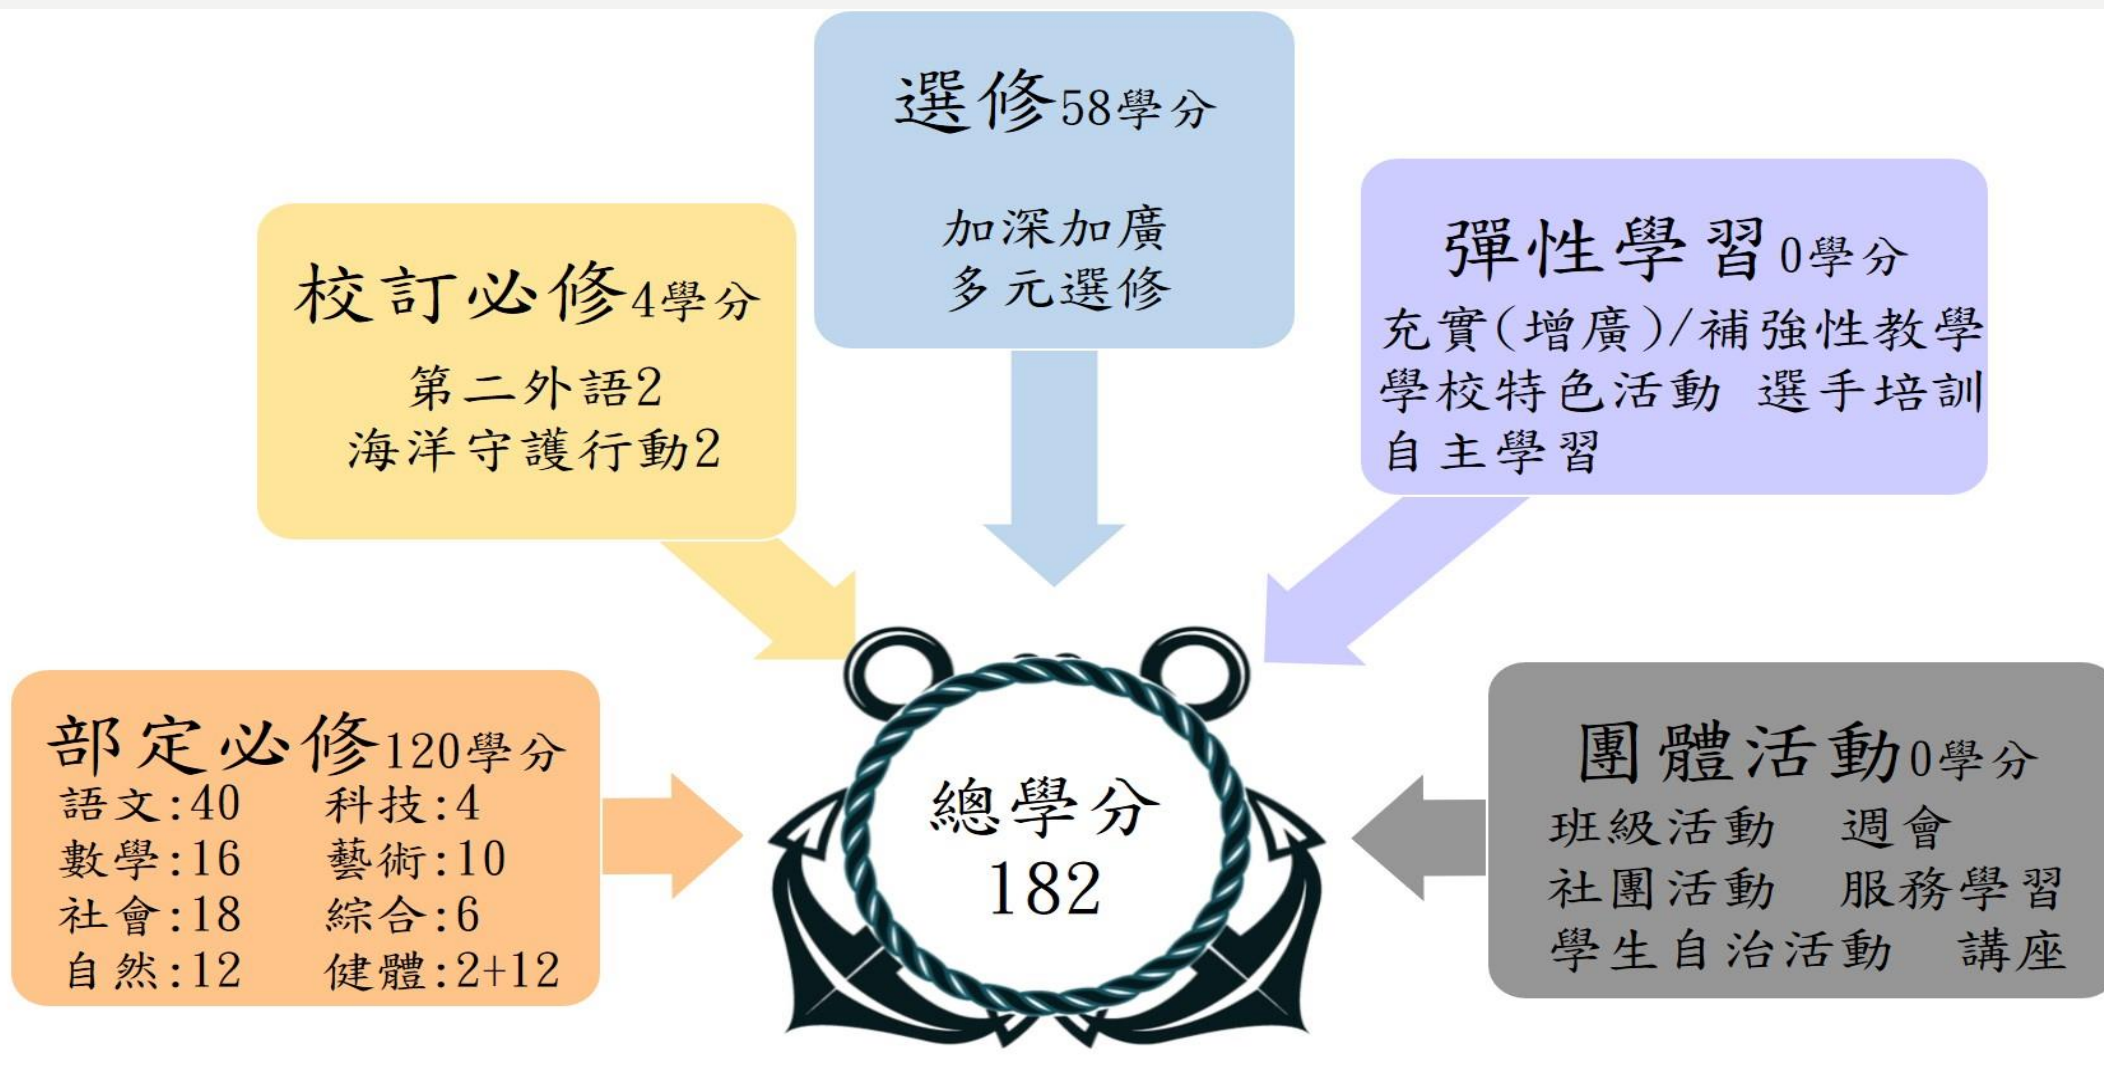 選修58學分
加深加廣
多元選修
校訂必修4學分
第二外語2
海洋守護行動2
彈性學習0學分
充實(增廣)/補強性教學
學校特色活動 選手培訓
自主學習
部定必修120學分
語文:40 科技:4
數學:16 藝術:10
社會:18 綜合:6
自然:12 健體:2+12
總學分
182
團體活動0學分
班級活動 週會
社團活動 服務學習
學生自治活動 講座